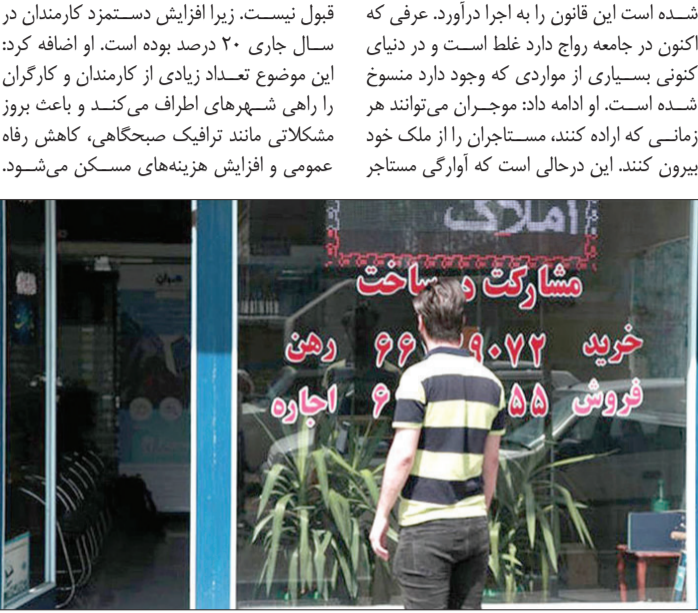 شده است این قانون را به اجرا درآورد. عرفی که
اکنون در جامعه رواج دارد غلط است و در دنیای
کنونی بسیاری از مواردی که وجود دارد منسوخ
شده است. او ادامه داد: موجران می‌توانند هر
زمانی که اراده کنند، مستاجران را از ملک خود
بیرون کنند. این درحالی است که آوارگی مستاجر
قبول نیست. زیرا افزایش دستمزد کارمندان در
سال جاری ۲۰ درصد بوده است. او اضافه کرد:
این موضوع تعداد زیادی از کارمندان و کارگران
را راهی شهرهای اطراف می‌کند و باعث بروز
مشکلاتی مانند ترافیک صبحگاهی، کاهش رفاه
عمومی و افزایش هزینه‌های مسکن می‌شود.
املاک
مشارکت و ساخت
خرید ۹۰۷۲ ۶۶ رهن
فروش ۵۵ ۶ اجاره